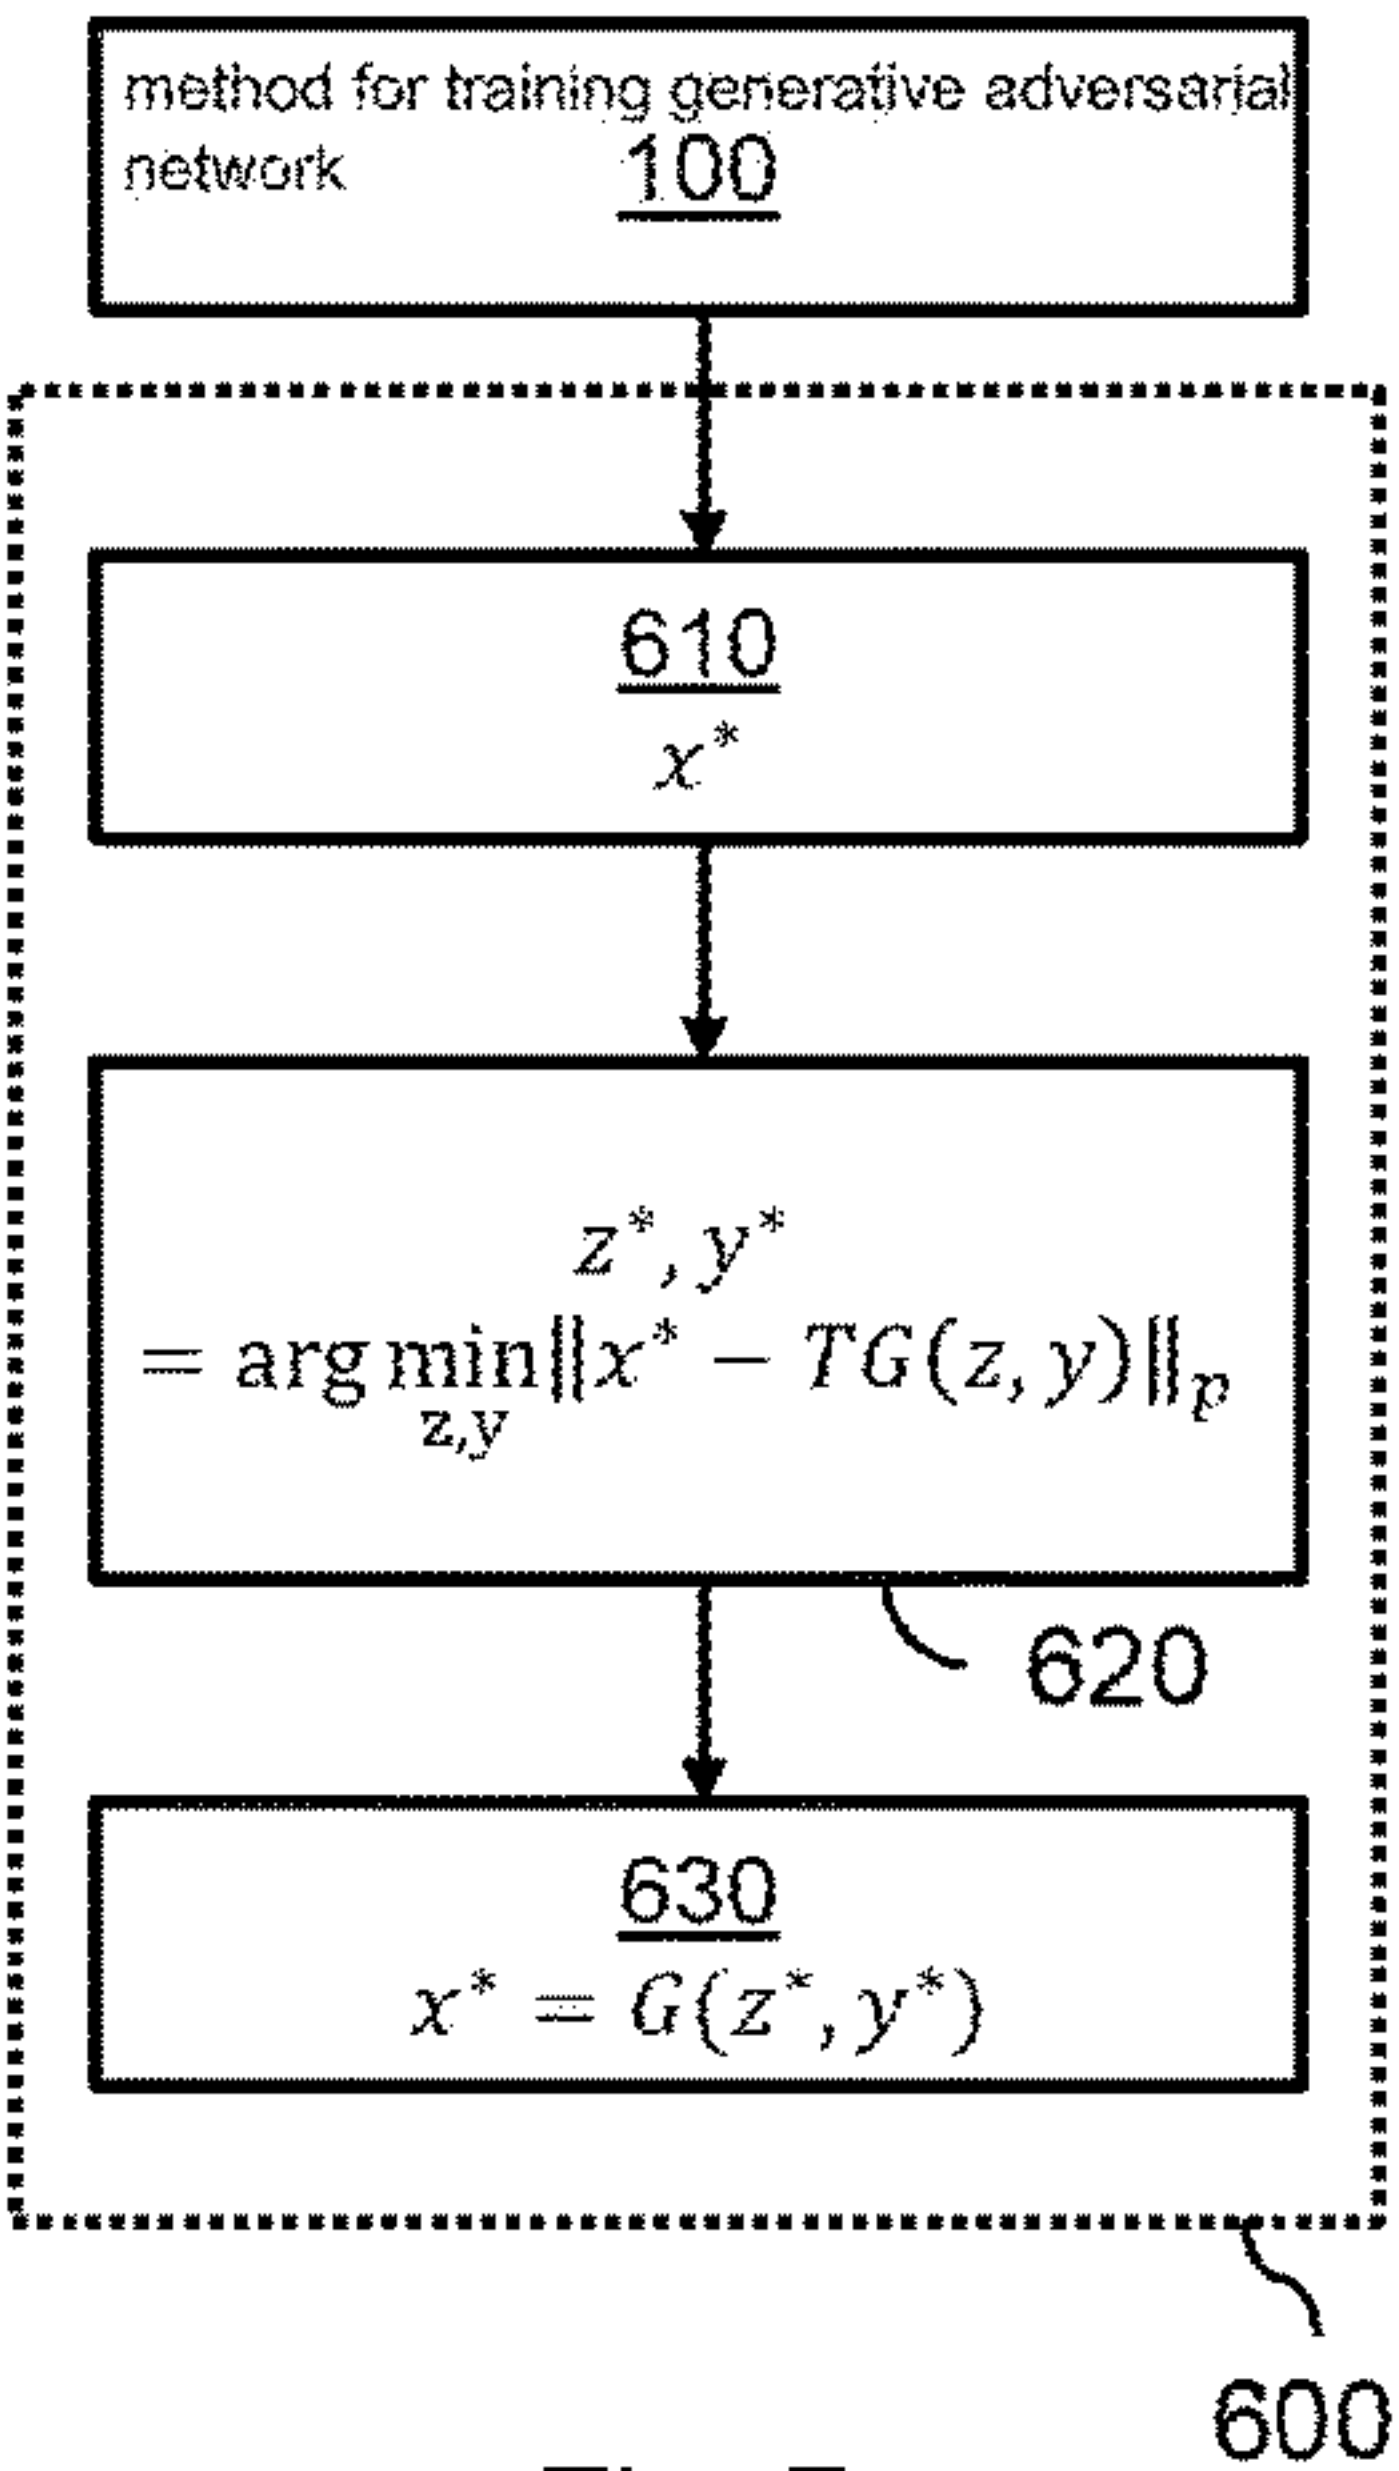 method for training generative adversarial
network 100
610
x*
z*, y*
= arg min‖x* − TG(z, y)‖p
z,y
620
630
x* = G(z*, y*)
600